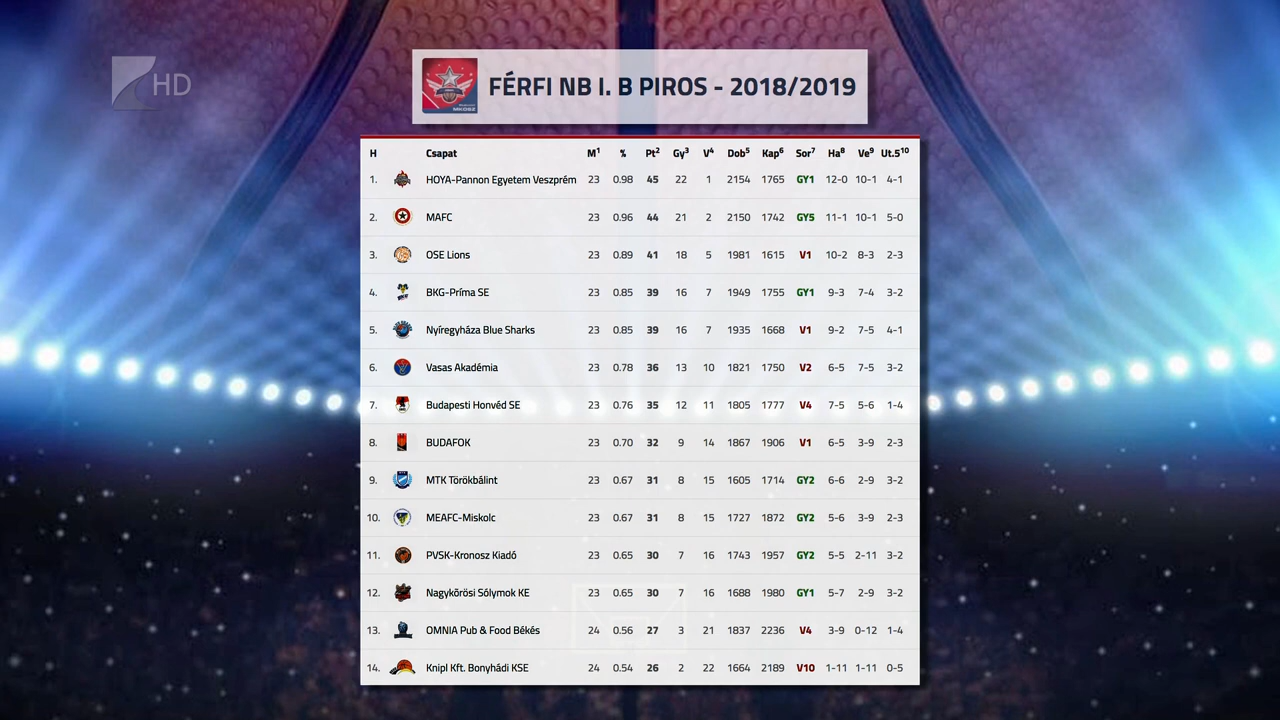 HD
FÉRFI NB I. B PIROS - 2018/2019
MKOSZ
H Csapat M¹ % Pt² Gy³ V⁴ Dob⁵ Kap⁶ Sor⁷ Ha⁸ Ve⁹ Ut.5¹⁰
1. HOYA-Pannon Egyetem Veszprém 23 0.98 45 22 1 2154 1765 GY1 12-0 10-1 4-1
2. MAFC 23 0.96 44 21 2 2150 1742 GY5 11-1 10-1 5-0
3. OSE Lions 23 0.89 41 18 5 1981 1615 V1 10-2 8-3 2-3
4. BKG-Príma SE 23 0.85 39 16 7 1949 1755 GY1 9-3 7-4 3-2
5. Nyíregyháza Blue Sharks 23 0.85 39 16 7 1935 1668 V1 9-2 7-5 4-1
6. Vasas Akadémia 23 0.78 36 13 10 1821 1750 V2 6-5 7-5 3-2
7. Budapesti Honvéd SE 23 0.76 35 12 11 1805 1777 V4 7-5 5-6 1-4
8. BUDAFOK 23 0.70 32 9 14 1867 1906 V1 6-5 3-9 2-3
9. MTK Törökbálint 23 0.67 31 8 15 1605 1714 GY2 6-6 2-9 3-2
10. MEAFC-Miskolc 23 0.67 31 8 15 1727 1872 GY2 5-6 3-9 2-3
11. PVSK-Kronosz Kiadó 23 0.65 30 7 16 1743 1957 GY2 5-5 2-11 3-2
12. Nagykőrösi Sólymok KE 23 0.65 30 7 16 1688 1980 GY1 5-7 2-9 3-2
13. OMNIA Pub & Food Békés 24 0.56 27 3 21 1837 2236 V4 3-9 0-12 1-4
14. Knipl Kft. Bonyhádi KSE 24 0.54 26 2 22 1664 2189 V10 1-11 1-11 0-5